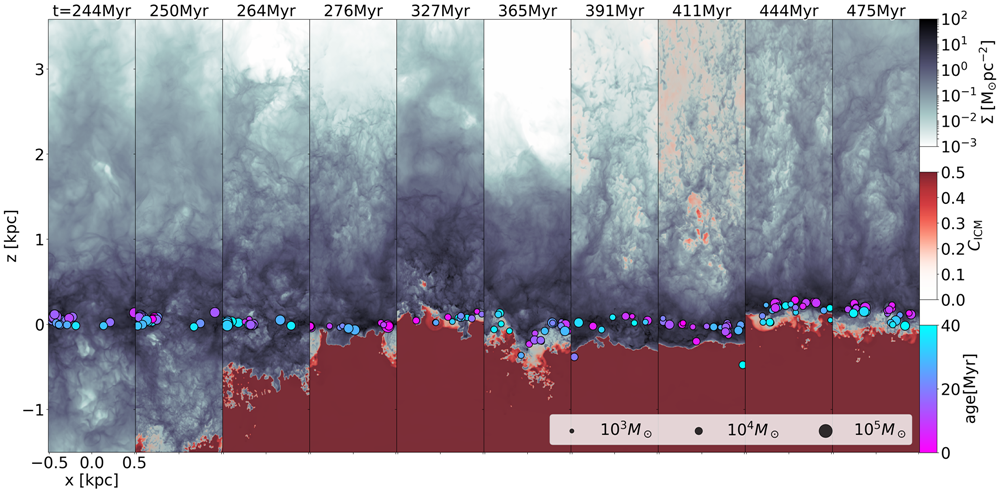 t=244Myr 250Myr 264Myr 276Myr 327Myr 365Myr 391Myr 411Myr 444Myr 475Myr
z [kpc]
3
2
1
0
−1
−0.5 0.0 0.5
x [kpc]
10² 
10¹
10⁰
10⁻¹
10⁻²
10⁻³
Σ [M⊙pc⁻²]
0.5
0.4
0.3
0.2
0.1
0.0
C_ICM
40
30
20
10
0
age[Myr]
10³M⊙ 10⁴M⊙ 10⁵M⊙